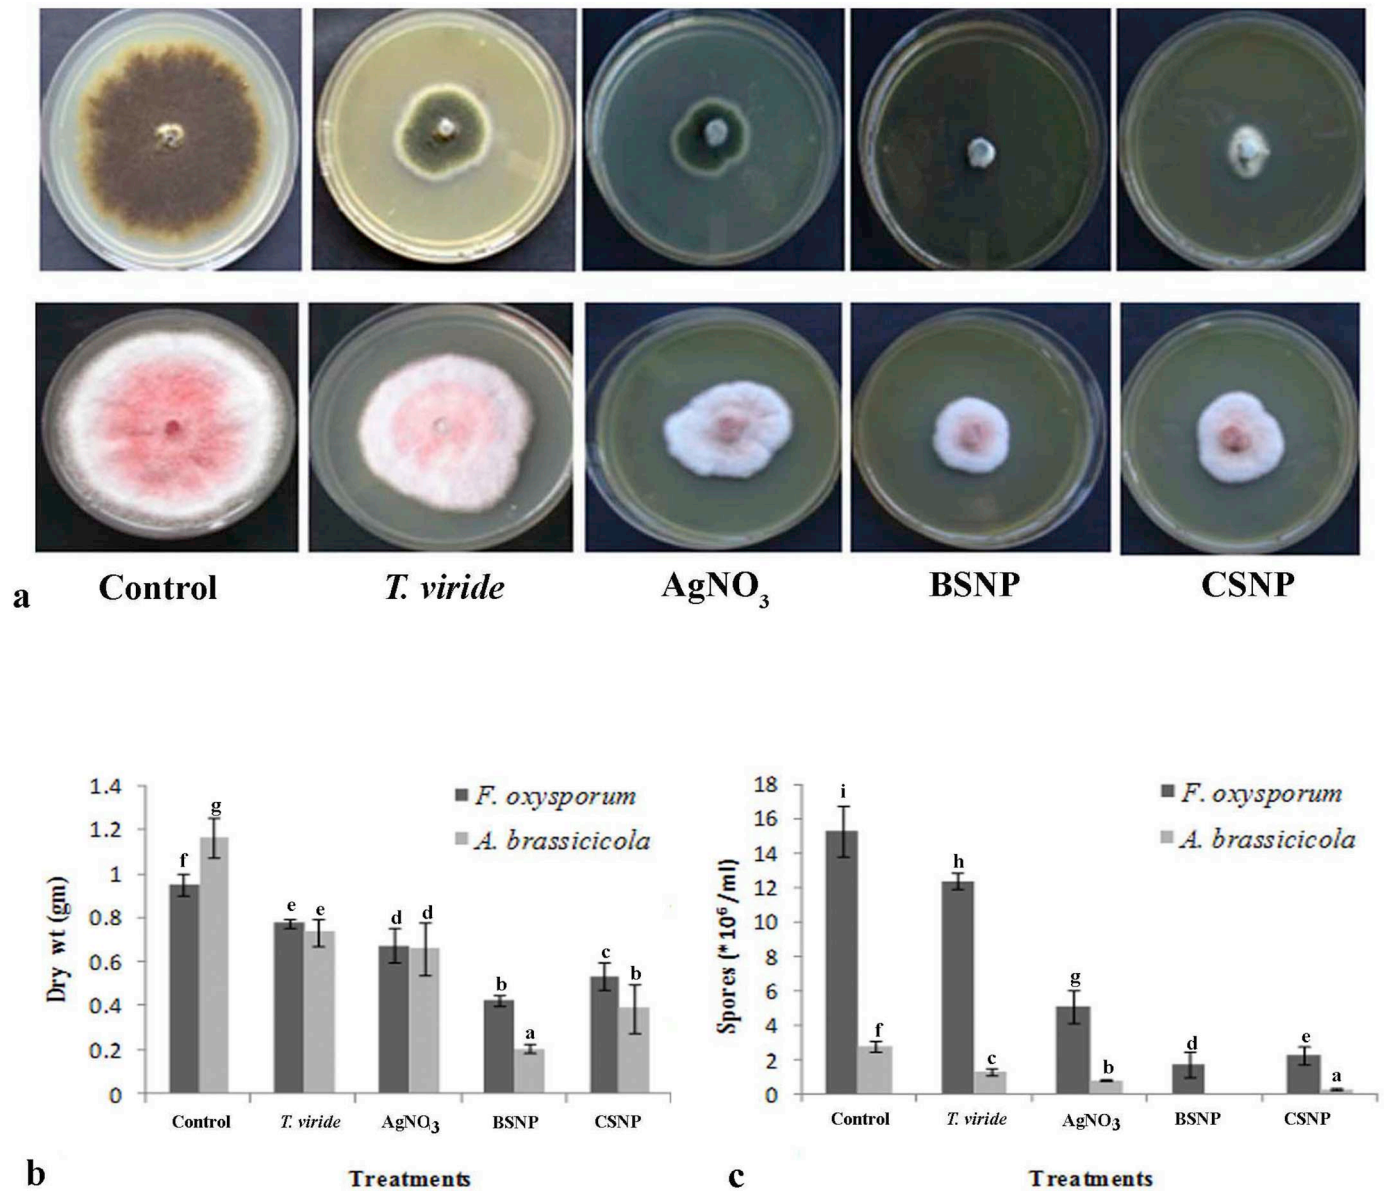 Control T. viride AgNO3 BSNP CSNP
a
1.4
1.2
1
0.8
0.6
0.4
0.2
0
Dry wt (gm)
F. oxysporum
A. brassicicola
f g e e d d b a c b
Control T. viride AgNO3 BSNP CSNP
Treatments
b
18
16
14
12
10
8
6
4
2
0
Spores (*10⁶/ml)
F. oxysporum
A. brassicicola
i f h c g b d e a
Control T. viride AgNO3 BSNP CSNP
Treatments
c